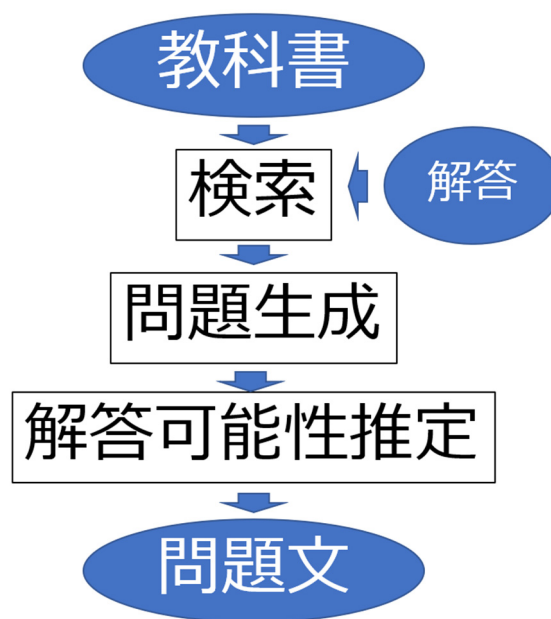 教科書
検索
解答
問題生成
解答可能性推定
問題文